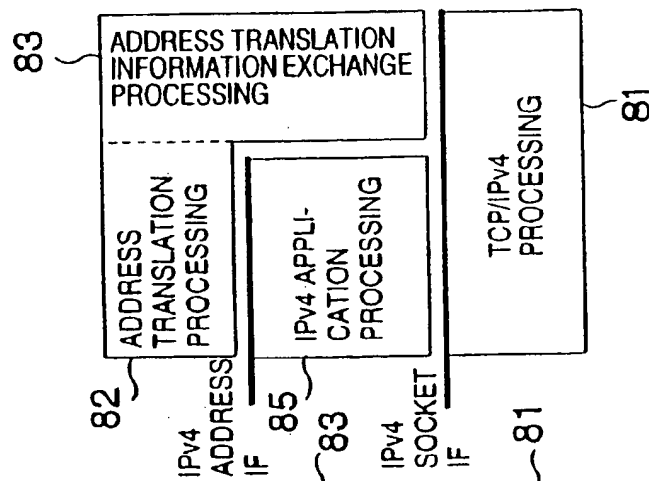 83
ADDRESS TRANSLATION
INFORMATION EXCHANGE
PROCESSING
ADDRESS
TRANSLATION
PROCESSING
82
IPv4
ADDRESS
IF
IPv4 APPLI-
CATION
PROCESSING
85
83
IPv4
SOCKET
IF
TCP/IPv4
PROCESSING
81
81